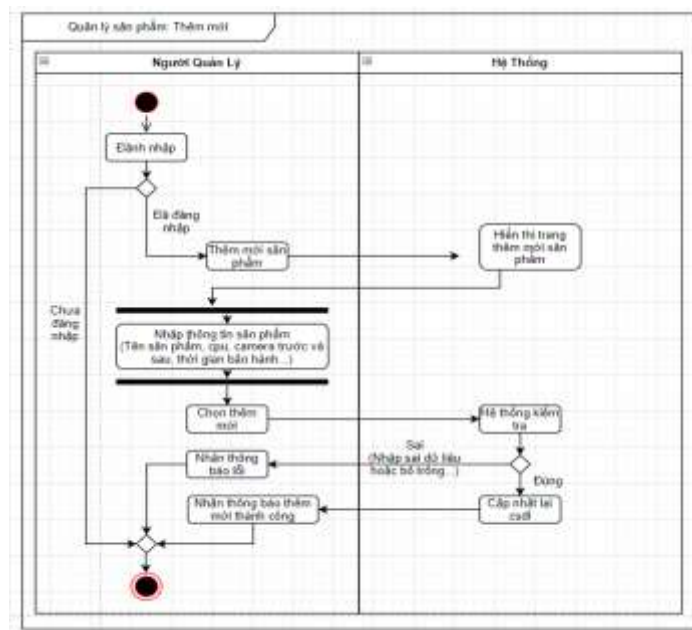 Quản lý sản phẩm: Thêm mới
Người Quản Lý
Hệ Thống
Đành nhập
Đã đăng
nhập
Thêm mới sản
phẩm
Hiển thị trang
thêm mới sản
phẩm
Chưa
đăng
nhập
Nhập thông tin sản phẩm
(Tên sản phẩm, cpu, camera trước và
sau, thời gian bảo hành...)
Chọn thêm
mới
Hệ thống kiểm
tra
Sai
(Nhập sai dữ liệu
hoặc bỏ trống...)
Nhận thông
báo lỗi
Đúng
Nhận thông báo thêm
mới thành công
Cập nhật lại
csdl